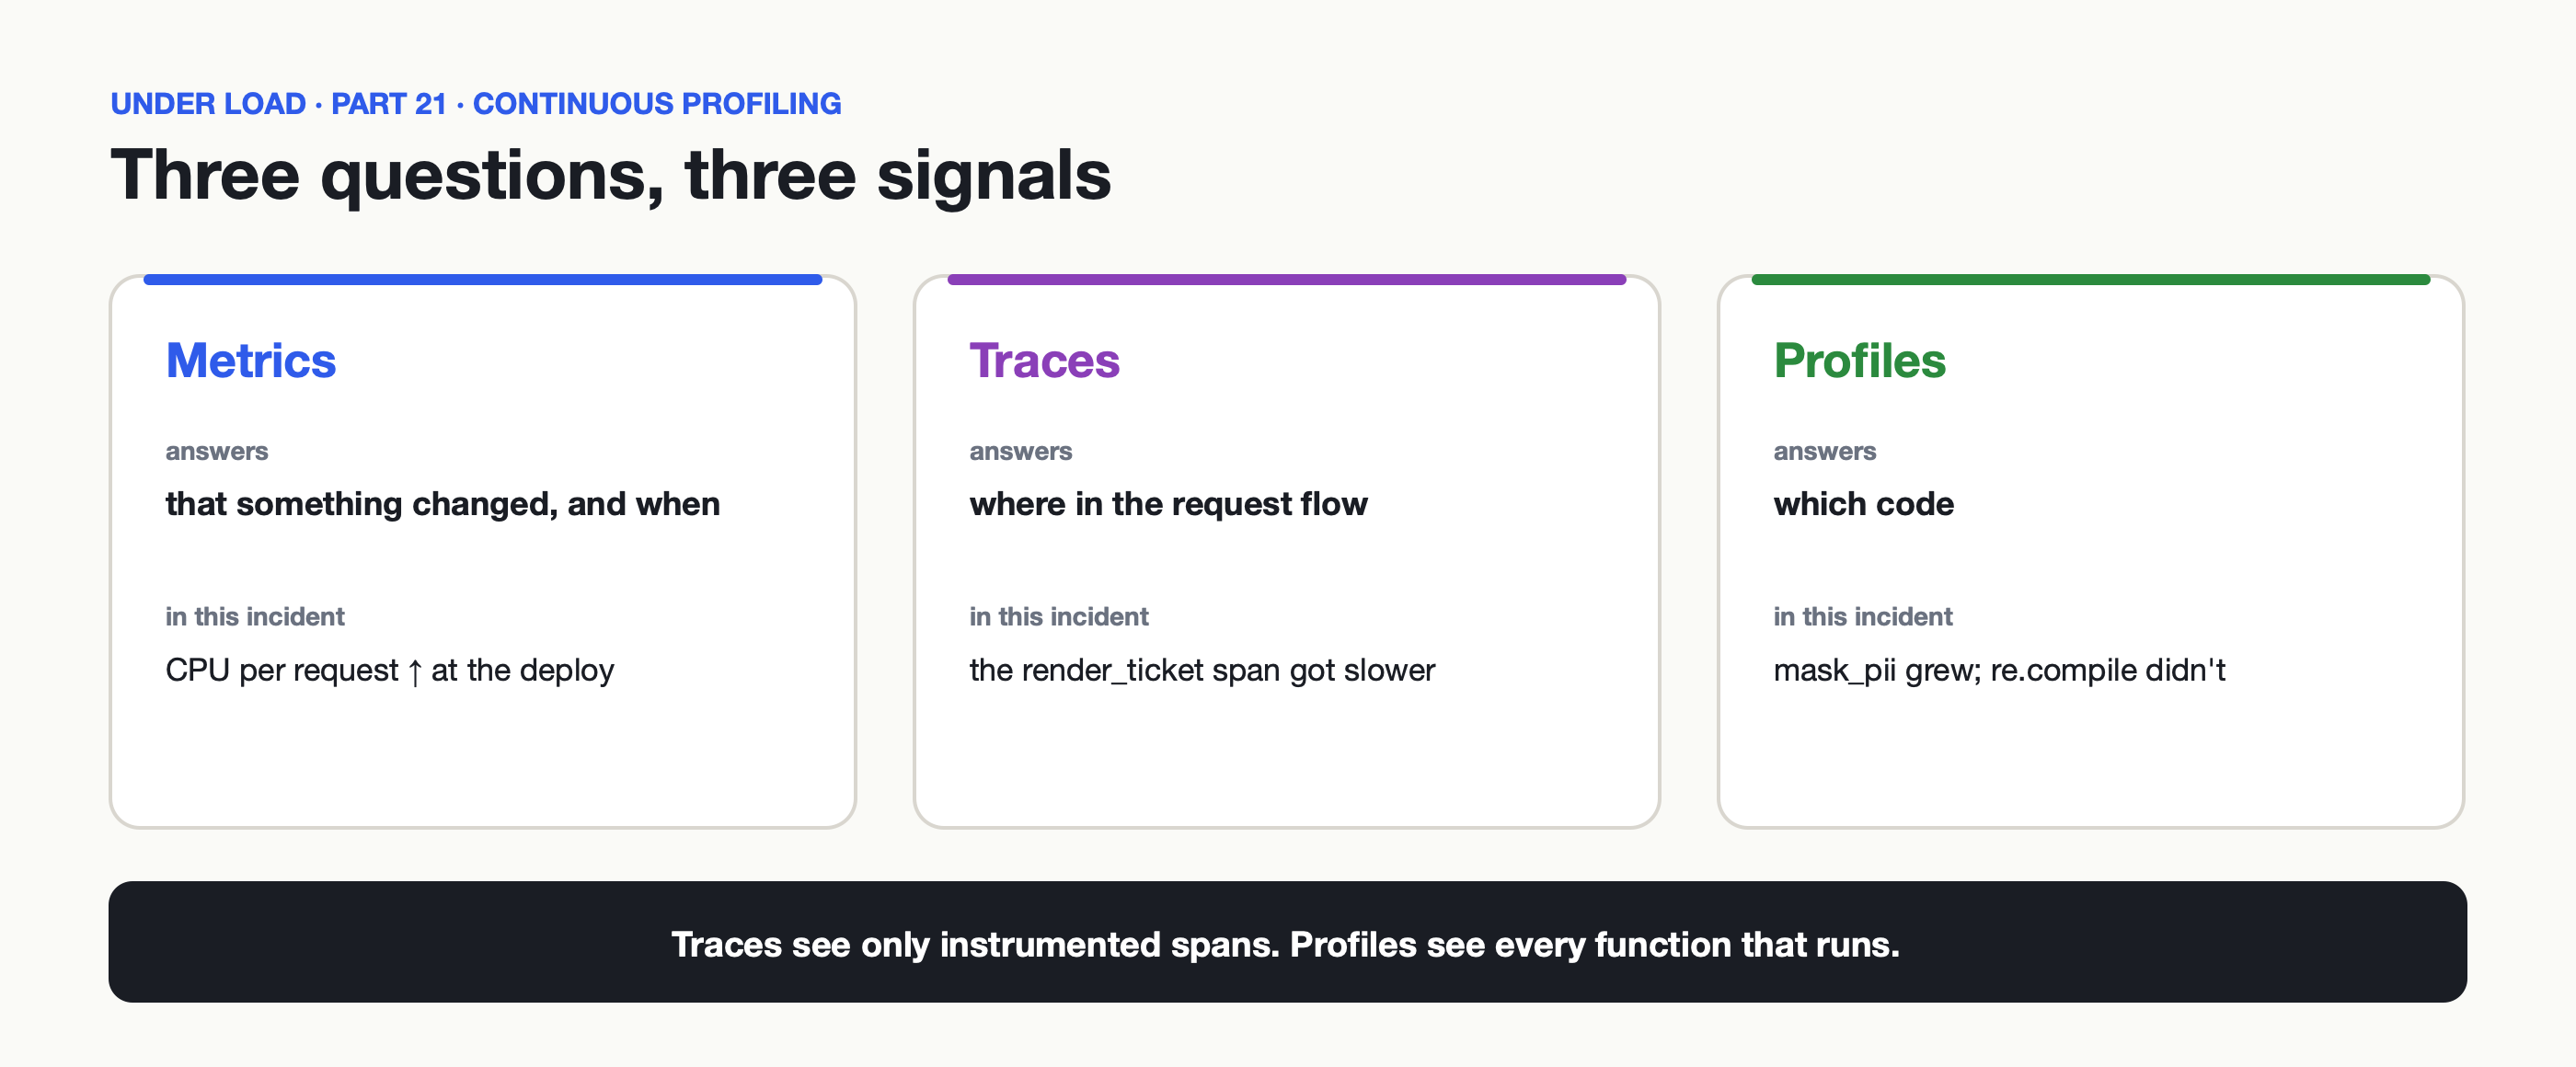 UNDER LOAD · PART 21 · CONTINUOUS PROFILING
Three questions, three signals
Metrics
answers
that something changed, and when
in this incident
CPU per request ↑ at the deploy
Traces
answers
where in the request flow
in this incident
the render_ticket span got slower
Profiles
answers
which code
in this incident
mask_pii grew; re.compile didn't
Traces see only instrumented spans. Profiles see every function that runs.